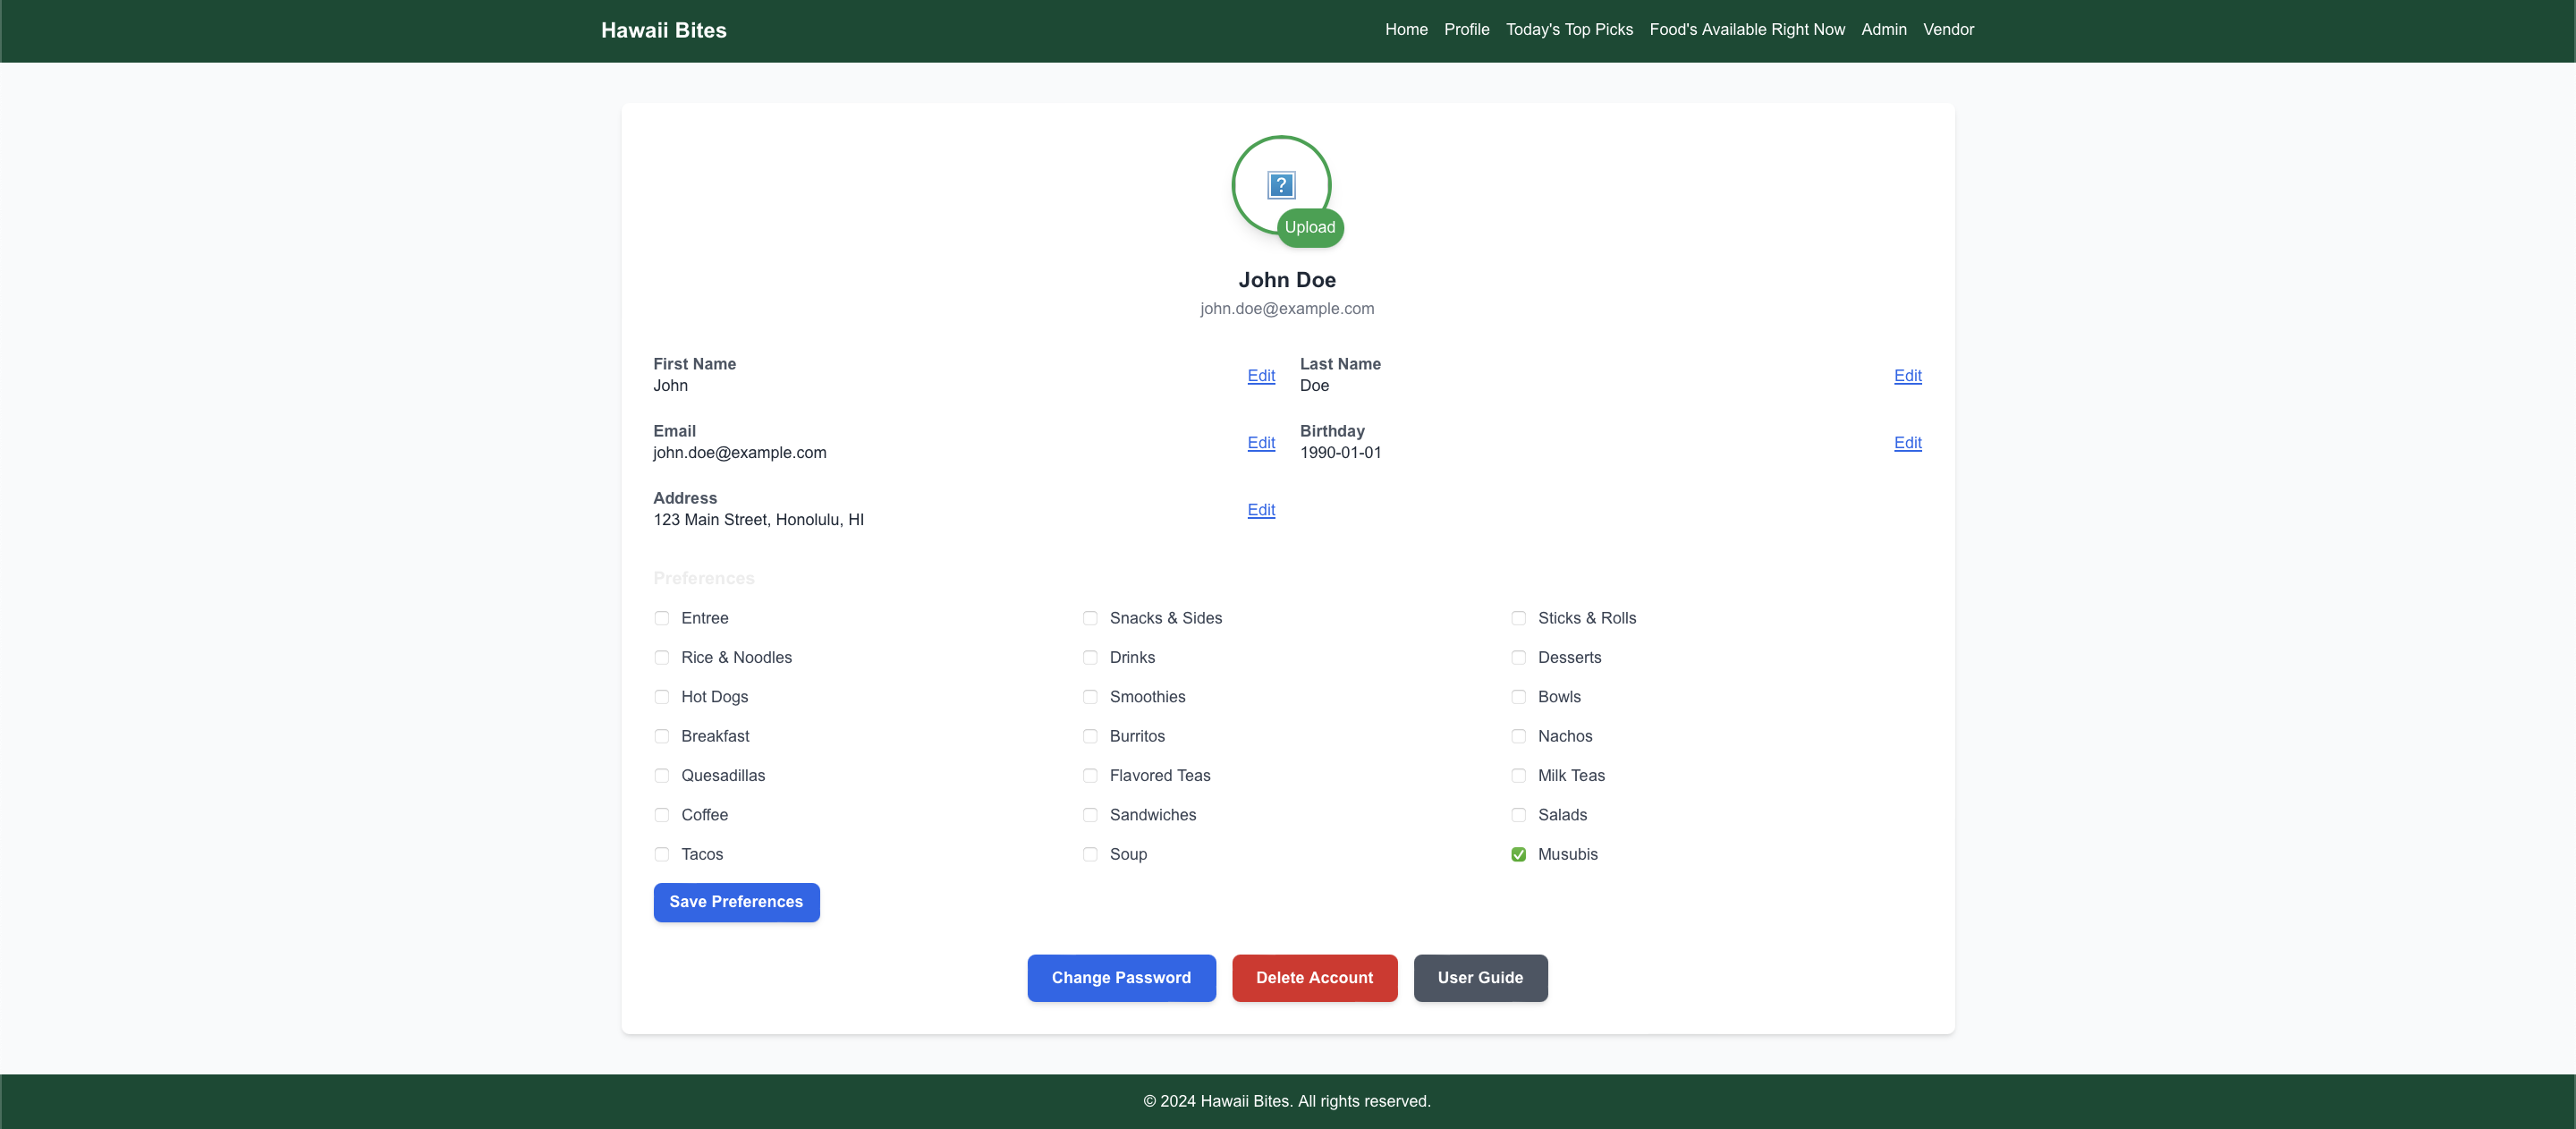 Hawaii Bites
Home Profile Today's Top Picks Food's Available Right Now Admin Vendor
?
Upload
John Doe
john.doe@example.com
First Name
John
Edit
Last Name
Doe
Edit
Email
john.doe@example.com
Edit
Birthday
1990-01-01
Edit
Address
123 Main Street, Honolulu, HI
Edit
Preferences
Entree Snacks & Sides Sticks & Rolls
Rice & Noodles Drinks Desserts
Hot Dogs Smoothies Bowls
Breakfast Burritos Nachos
Quesadillas Flavored Teas Milk Teas
Coffee Sandwiches Salads
Tacos Soup Musubis
Save Preferences
Change Password Delete Account User Guide
© 2024 Hawaii Bites. All rights reserved.